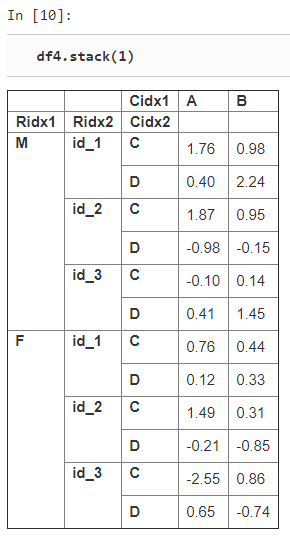 In [10]:
df4.stack(1)
Cidx1 A B
Ridx1 Ridx2 Cidx2
M id_1 C 1.76 0.98
D 0.40 2.24
id_2 C 1.87 0.95
D -0.98 -0.15
id_3 C -0.10 0.14
D 0.41 1.45
F id_1 C 0.76 0.44
D 0.12 0.33
id_2 C 1.49 0.31
D -0.21 -0.85
id_3 C -2.55 0.86
D 0.65 -0.74